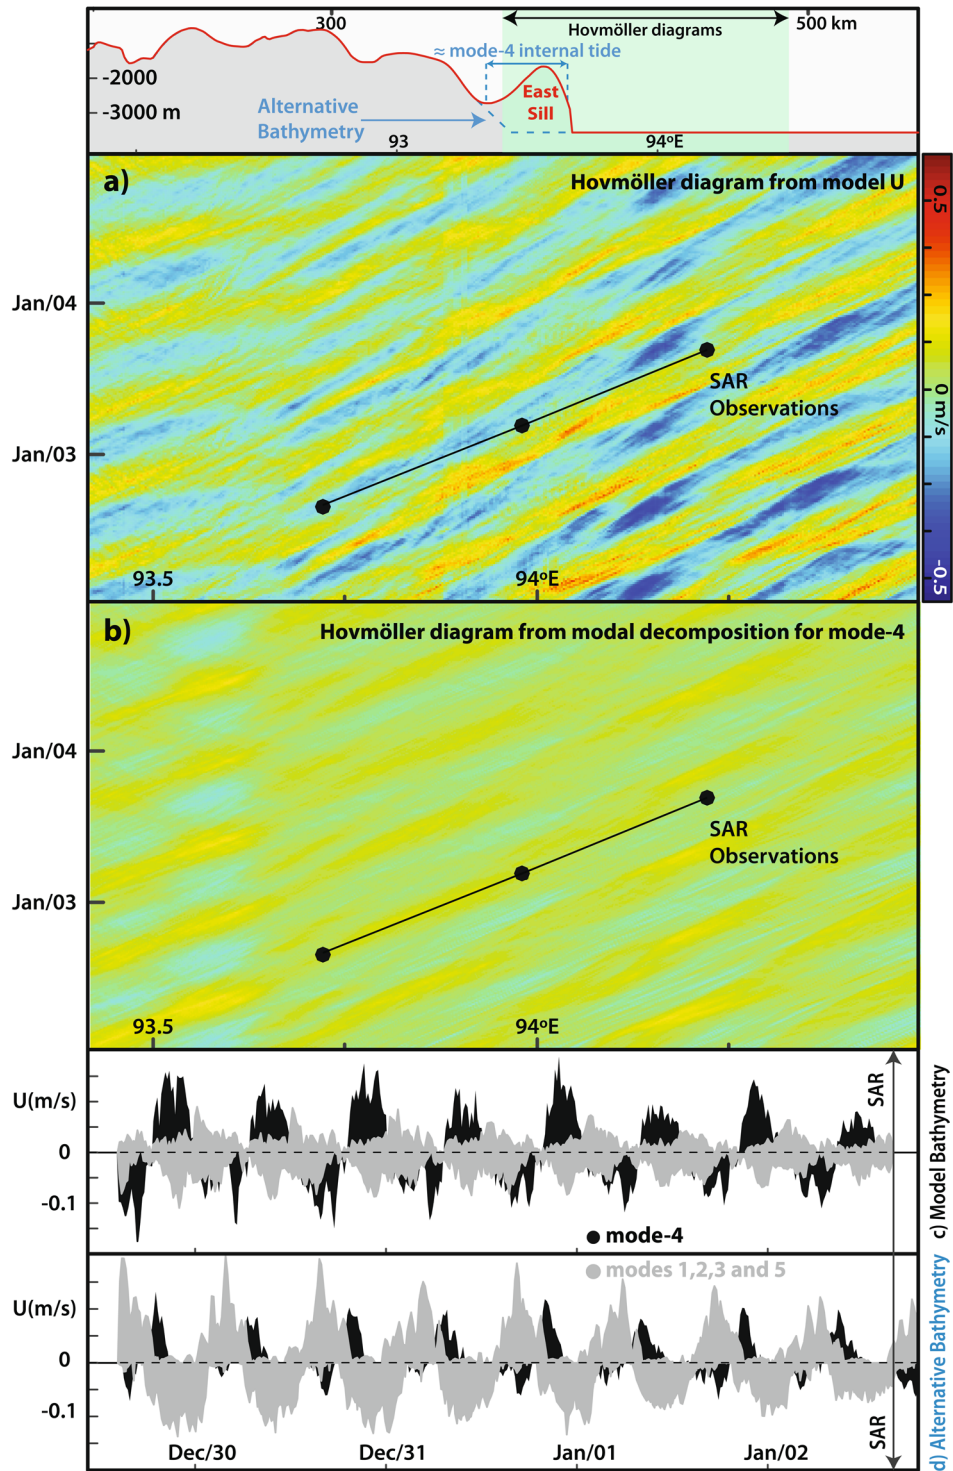 300
500 km
Hovmöller diagrams
≈ mode-4 internal tide
-2000
-3000 m
Alternative
Bathymetry
East
Sill
93
94ºE
a)
Hovmöller diagram from model U
0.5
0 m/s
-0.5
Jan/04
Jan/03
SAR
Observations
93.5
94ºE
b)
Hovmöller diagram from modal decomposition for mode-4
Jan/04
Jan/03
SAR
Observations
93.5
94ºE
U(m/s)
0
-0.1
SAR
mode-4
c) Model Bathymetry
modes 1,2,3 and 5
U(m/s)
0
-0.1
SAR
d) Alternative Bathymetry
Dec/30
Dec/31
Jan/01
Jan/02